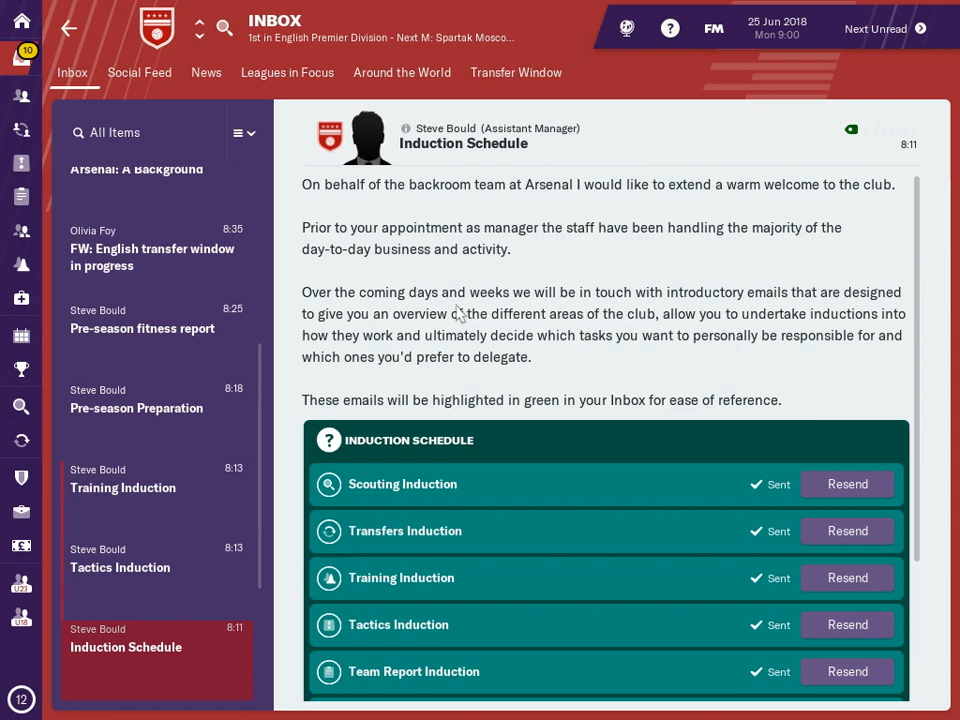 10
INBOX
1st in English Premier Division - Next M: Spartak Mosco...
?
FM
25 Jun 2018
Mon 9:00
Next Unread
Inbox
Social Feed
News
Leagues in Focus
Around the World
Transfer Window
All Items
Arsenal: A Background
Olivia Foy
8:35
FW: English transfer window
in progress
Steve Bould
8:25
Pre-season fitness report
Steve Bould
8:18
Pre-season Preparation
Steve Bould
8:13
Training Induction
Steve Bould
8:13
Tactics Induction
Steve Bould
8:11
Induction Schedule
U23
U18
12
Steve Bould (Assistant Manager)
Induction Schedule
8:11
On behalf of the backroom team at Arsenal I would like to extend a warm welcome to the club.
Prior to your appointment as manager the staff have been handling the majority of the
day-to-day business and activity.
Over the coming days and weeks we will be in touch with introductory emails that are designed
to give you an overview of the different areas of the club, allow you to undertake inductions into
how they work and ultimately decide which tasks you want to personally be responsible for and
which ones you'd prefer to delegate.
These emails will be highlighted in green in your Inbox for ease of reference.
? INDUCTION SCHEDULE
Scouting Induction
Sent
Resend
Transfers Induction
Sent
Resend
Training Induction
Sent
Resend
Tactics Induction
Sent
Resend
Team Report Induction
Sent
Resend